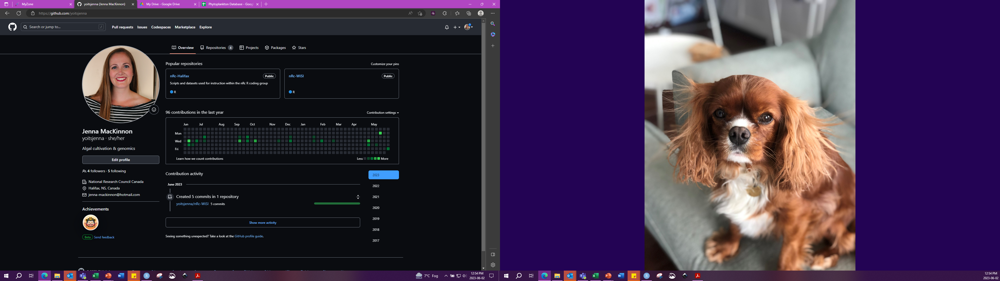 MyZone
yoitsjenna (Jenna MacKinnon)
My Drive - Google Drive
Phytoplankton Database - Goog
https://github.com/yoitsjenna
Search or jump to...
/
Pull requests
Issues
Codespaces
Marketplace
Explore
Overview
Repositories 4
Projects
Packages
Stars
Jenna MacKinnon
yoitsjenna · she/her
Algal cultivation & genomics
Edit profile
4 followers · 5 following
National Research Council Canada
Halifax, NS, Canada
jenna-mackinnon@hotmail.com
Achievements
Beta Send feedback
Popular repositories
Customize your pins
nRc-Halifax Public
Scripts and datasets used for instruction within the nRc R coding group
R
nRc-WiSI Public
R
96 contributions in the last year
Contribution settings
Jun Jul Aug Sep Oct Nov Dec Jan Feb Mar Apr May
Mon
Wed
Fri
Learn how we count contributions
Less More
Contribution activity
June 2023
Created 5 commits in 1 repository
yoitsjenna/nRc-WiSI 5 commits
Show more activity
Seeing something unexpected? Take a look at the GitHub profile guide.
2023
2022
2021
2020
2019
2018
2017
7°C Fog
12:54 PM
2023-06-02
12:54 PM
2023-06-02